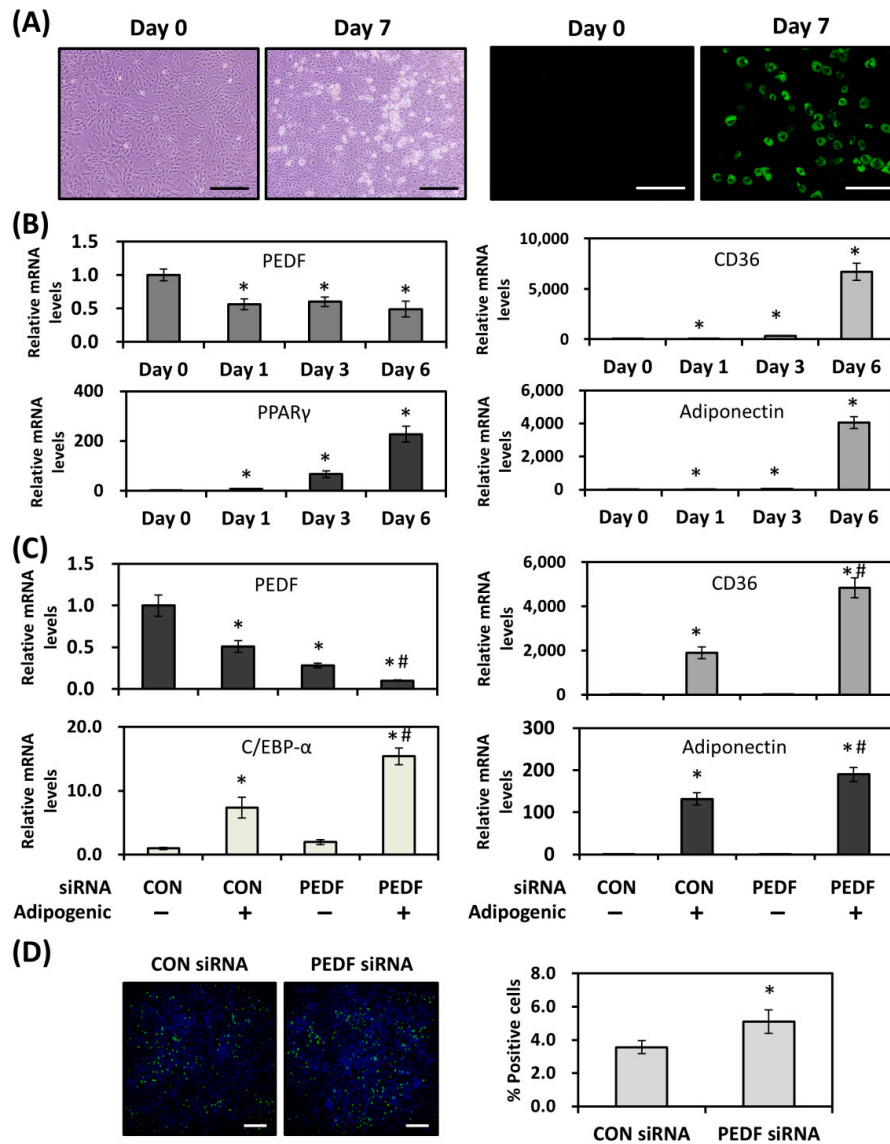 (A)
Day 0 Day 7 Day 0 Day 7
(B)
Relative mRNA levels
1.5
1.0
0.5
0.0
PEDF
* * *
Day 0 Day 1 Day 3 Day 6
Relative mRNA levels
10,000
5,000
0
CD36
* * *
Day 0 Day 1 Day 3 Day 6
Relative mRNA levels
400
200
0
PPARγ
* * *
Day 0 Day 1 Day 3 Day 6
Relative mRNA levels
6,000
4,000
2,000
0
Adiponectin
* * *
Day 0 Day 1 Day 3 Day 6
(C)
Relative mRNA levels
1.5
1.0
0.5
0.0
PEDF
* * *#
Relative mRNA levels
6,000
4,000
2,000
0
CD36
* *#
Relative mRNA levels
20.0
10.0
0.0
C/EBP-α
* *#
siRNA CON CON PEDF PEDF
Adipogenic − + − +
Relative mRNA levels
300
200
100
0
Adiponectin
* *#
siRNA CON CON PEDF PEDF
Adipogenic − + − +
(D)
CON siRNA PEDF siRNA
% Positive cells
8.0
6.0
4.0
2.0
0.0
*
CON siRNA PEDF siRNA